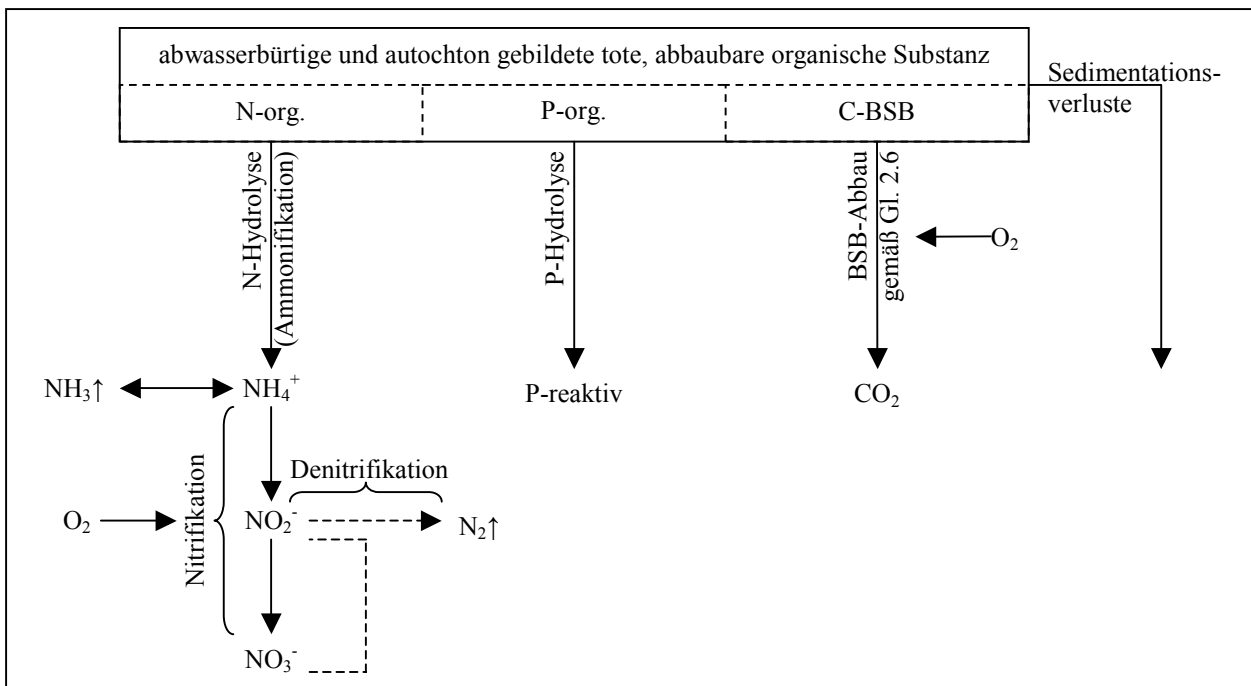 abwasserbürtige und autochton gebildete tote, abbaubare organische Substanz
Sedimentations-
verluste
N-org.
P-org.
C-BSB
N-Hydrolyse
(Ammonifikation)
P-Hydrolyse
BSB-Abbau
gemäß Gl. 2.6
O₂
NH₃↑
NH₄⁺
P-reaktiv
CO₂
Nitrifikation
Denitrifikation
O₂
NO₂⁻
N₂↑
NO₃⁻